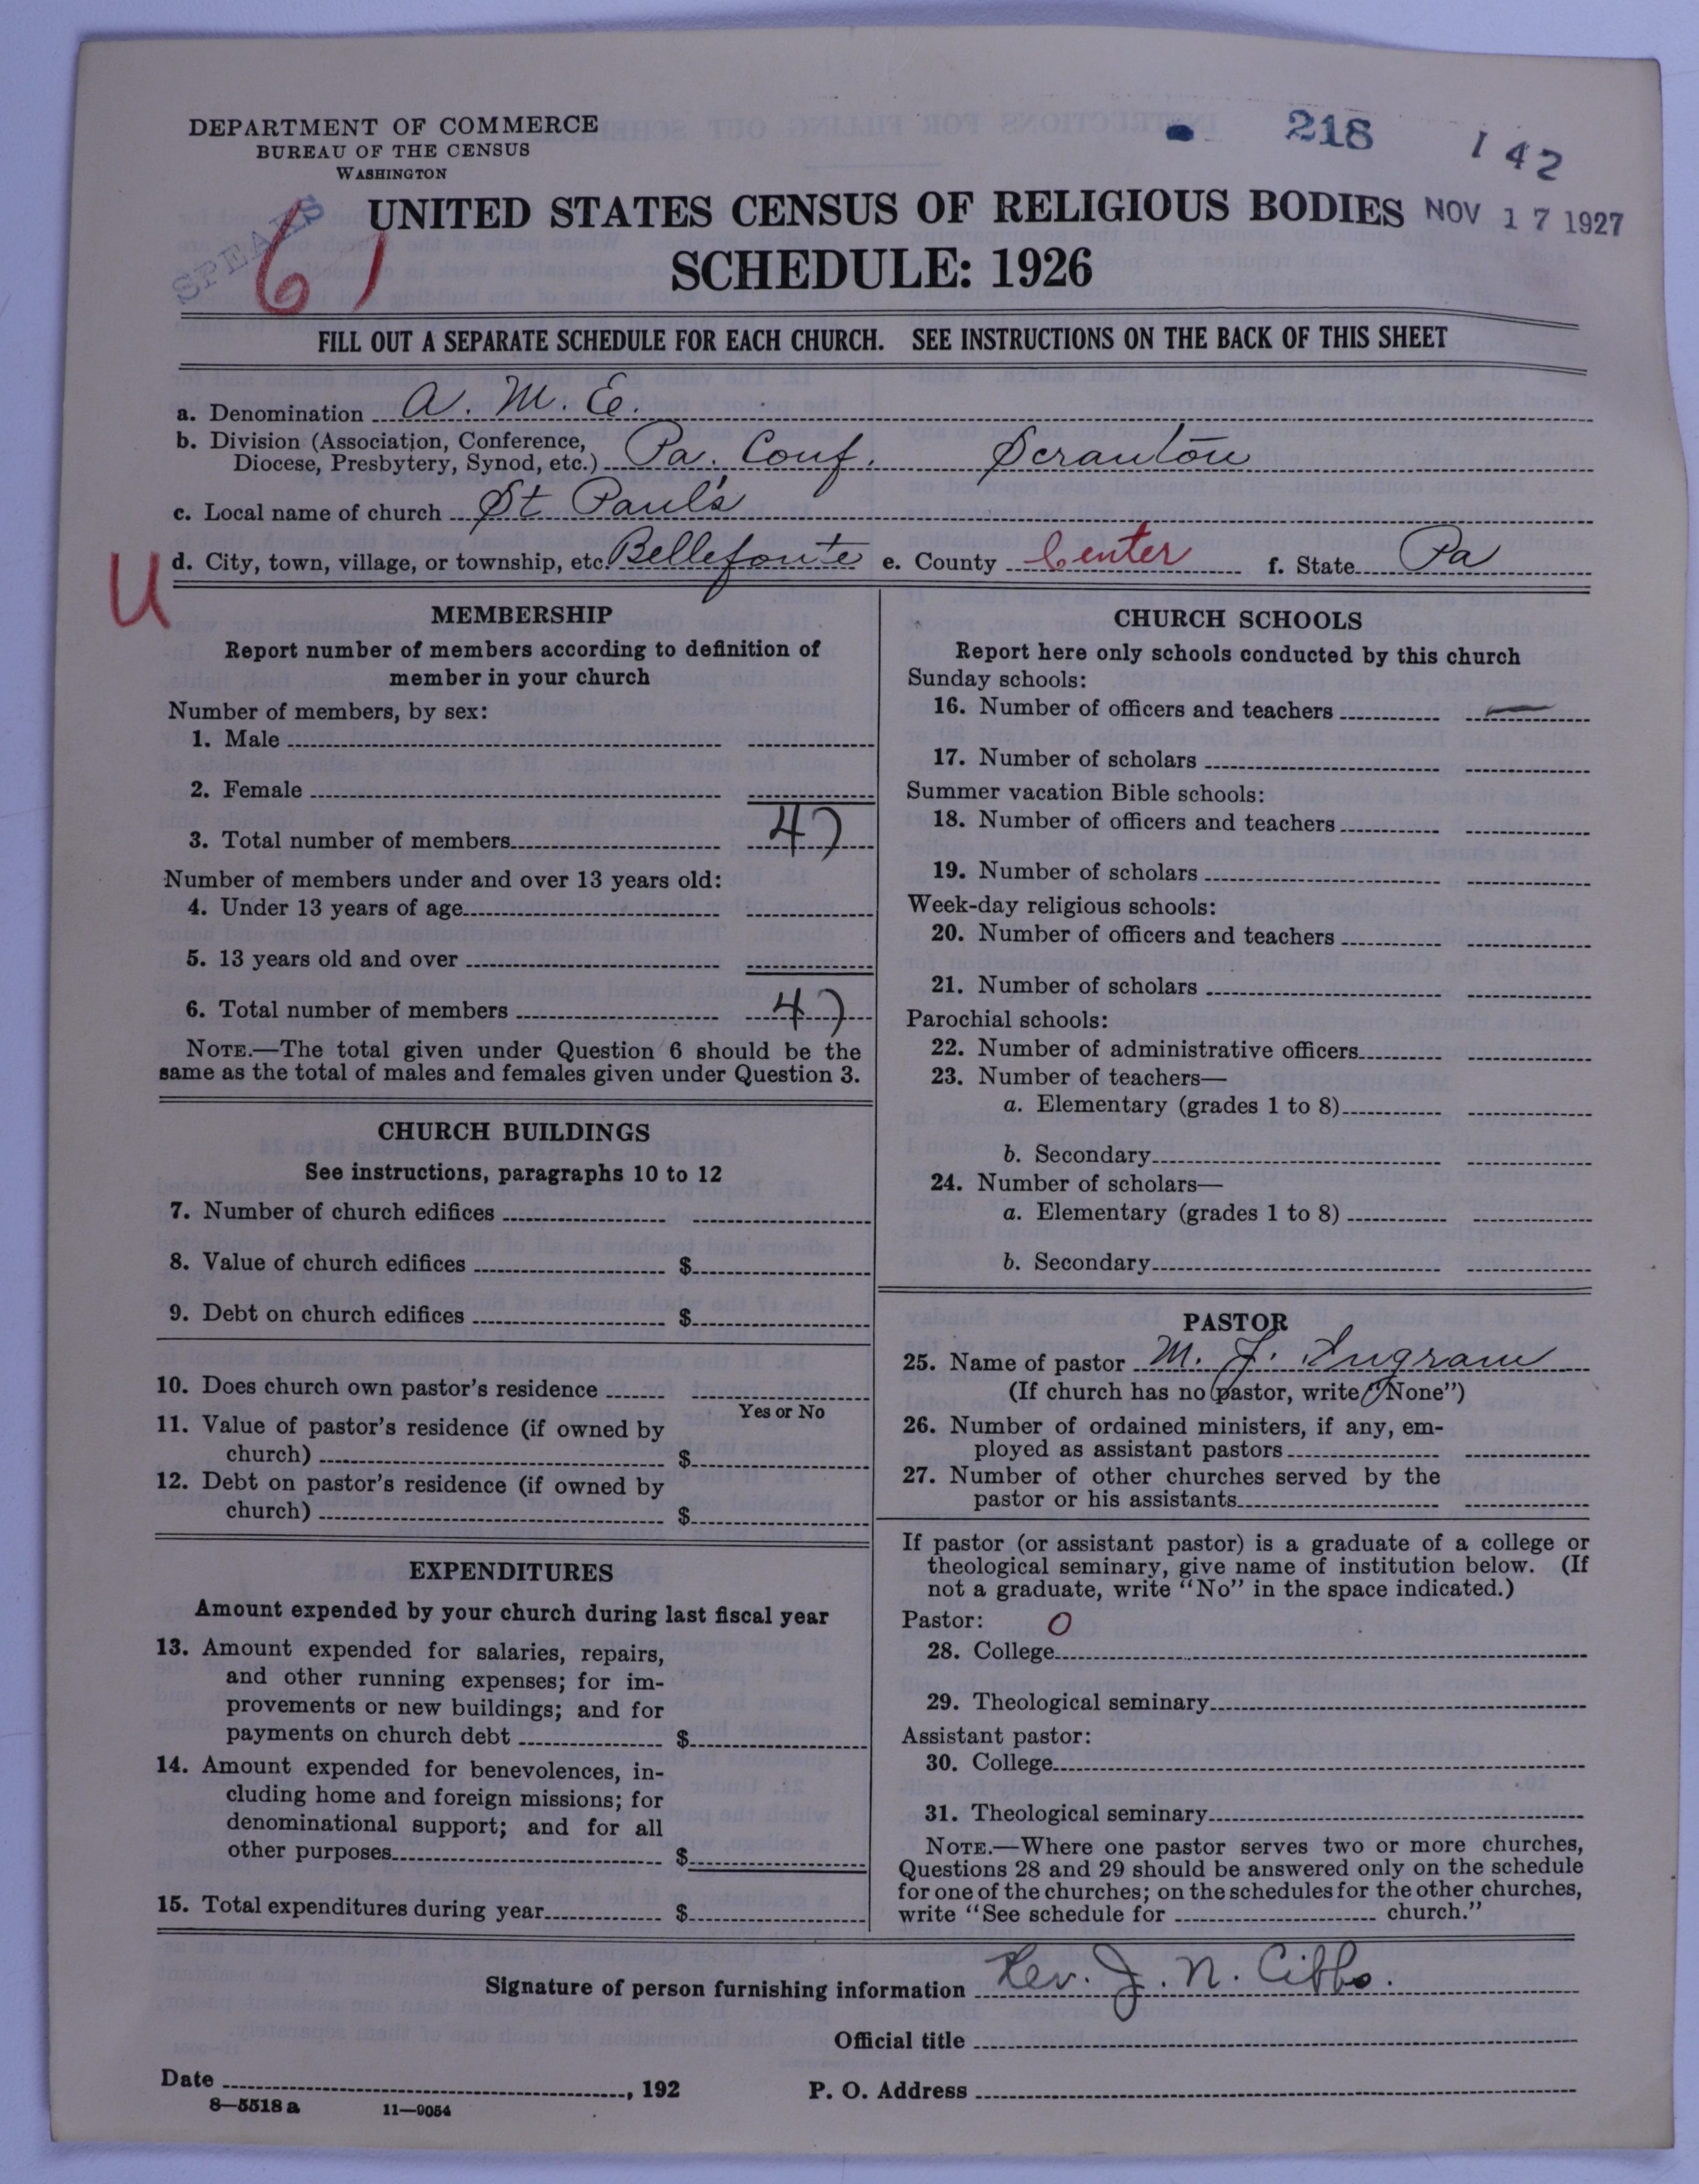 DEPARTMENT OF COMMERCE
BUREAU OF THE CENSUS
WASHINGTON
218
142
SPEARS
61
UNITED STATES CENSUS OF RELIGIOUS BODIES
NOV 17 1927
SCHEDULE: 1926
FILL OUT A SEPARATE SCHEDULE FOR EACH CHURCH. SEE INSTRUCTIONS ON THE BACK OF THIS SHEET
a. Denomination A. M. E.
b. Division (Association, Conference,
Diocese, Presbytery, Synod, etc.) Pa. Conf. Scranton
c. Local name of church St Paul's
U
d. City, town, village, or township, etc. Bellefonte e. County Center f. State Pa
MEMBERSHIP
Report number of members according to definition of
member in your church
Number of members, by sex:
1. Male
2. Female
3. Total number of members 47
Number of members under and over 13 years old:
4. Under 13 years of age
5. 13 years old and over
6. Total number of members 47
NOTE.—The total given under Question 6 should be the
same as the total of males and females given under Question 3.
CHURCH BUILDINGS
See instructions, paragraphs 10 to 12
7. Number of church edifices
8. Value of church edifices $
9. Debt on church edifices $
10. Does church own pastor's residence
Yes or No
11. Value of pastor's residence (if owned by
church) $
12. Debt on pastor's residence (if owned by
church) $
EXPENDITURES
Amount expended by your church during last fiscal year
13. Amount expended for salaries, repairs,
and other running expenses; for im-
provements or new buildings; and for
payments on church debt $
14. Amount expended for benevolences, in-
cluding home and foreign missions; for
denominational support; and for all
other purposes $
15. Total expenditures during year $
CHURCH SCHOOLS
Report here only schools conducted by this church
Sunday schools:
16. Number of officers and teachers —
17. Number of scholars
Summer vacation Bible schools:
18. Number of officers and teachers
19. Number of scholars
Week-day religious schools:
20. Number of officers and teachers
21. Number of scholars
Parochial schools:
22. Number of administrative officers
23. Number of teachers—
a. Elementary (grades 1 to 8)
b. Secondary
24. Number of scholars—
a. Elementary (grades 1 to 8)
b. Secondary
PASTOR
25. Name of pastor M. J. Ingram
(If church has no pastor, write "None")
26. Number of ordained ministers, if any, em-
ployed as assistant pastors
27. Number of other churches served by the
pastor or his assistants
If pastor (or assistant pastor) is a graduate of a college or
theological seminary, give name of institution below. (If
not a graduate, write "No" in the space indicated.)
Pastor: O
28. College
29. Theological seminary
Assistant pastor:
30. College
31. Theological seminary
NOTE.—Where one pastor serves two or more churches,
Questions 28 and 29 should be answered only on the schedule
for one of the churches; on the schedules for the other churches,
write "See schedule for church."
Signature of person furnishing information Rev. J. N. Gibbs.
Official title
Date , 192
P. O. Address
8—5518 a 11—9054